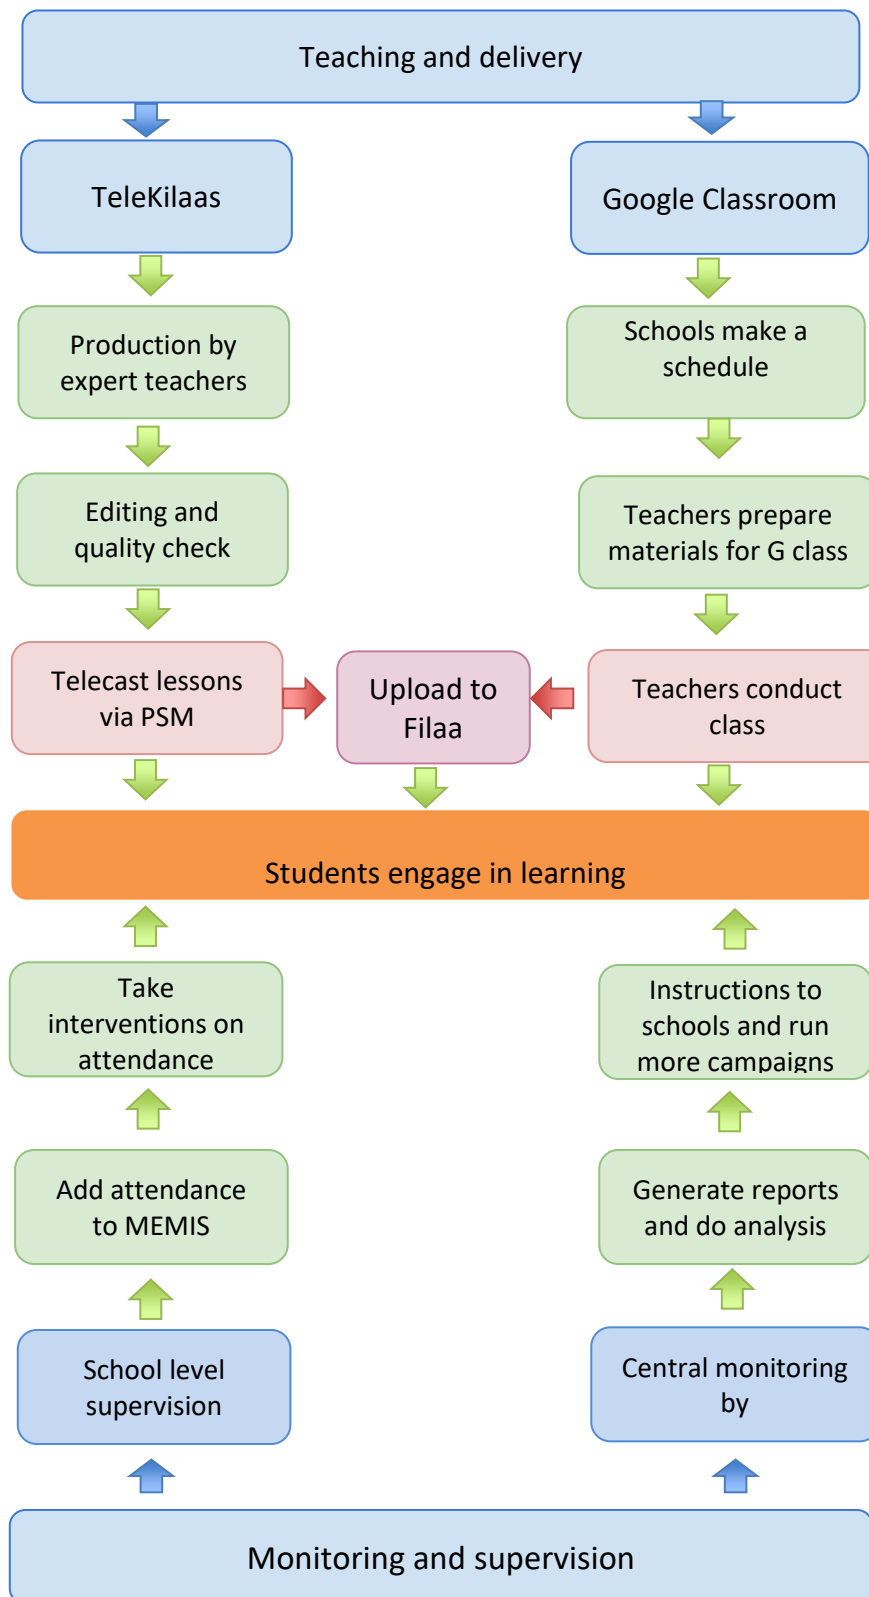 Teaching and delivery
TeleKilaas
Google Classroom
Production by
expert teachers
Schools make a
schedule
Editing and
quality check
Teachers prepare
materials for G class
Telecast lessons
via PSM
Upload to
Filaa
Teachers conduct
class
Students engage in learning
Take
interventions on
attendance
Instructions to
schools and run
more campaigns
Add attendance
to MEMIS
Generate reports
and do analysis
School level
supervision
Central monitoring
by
Monitoring and supervision